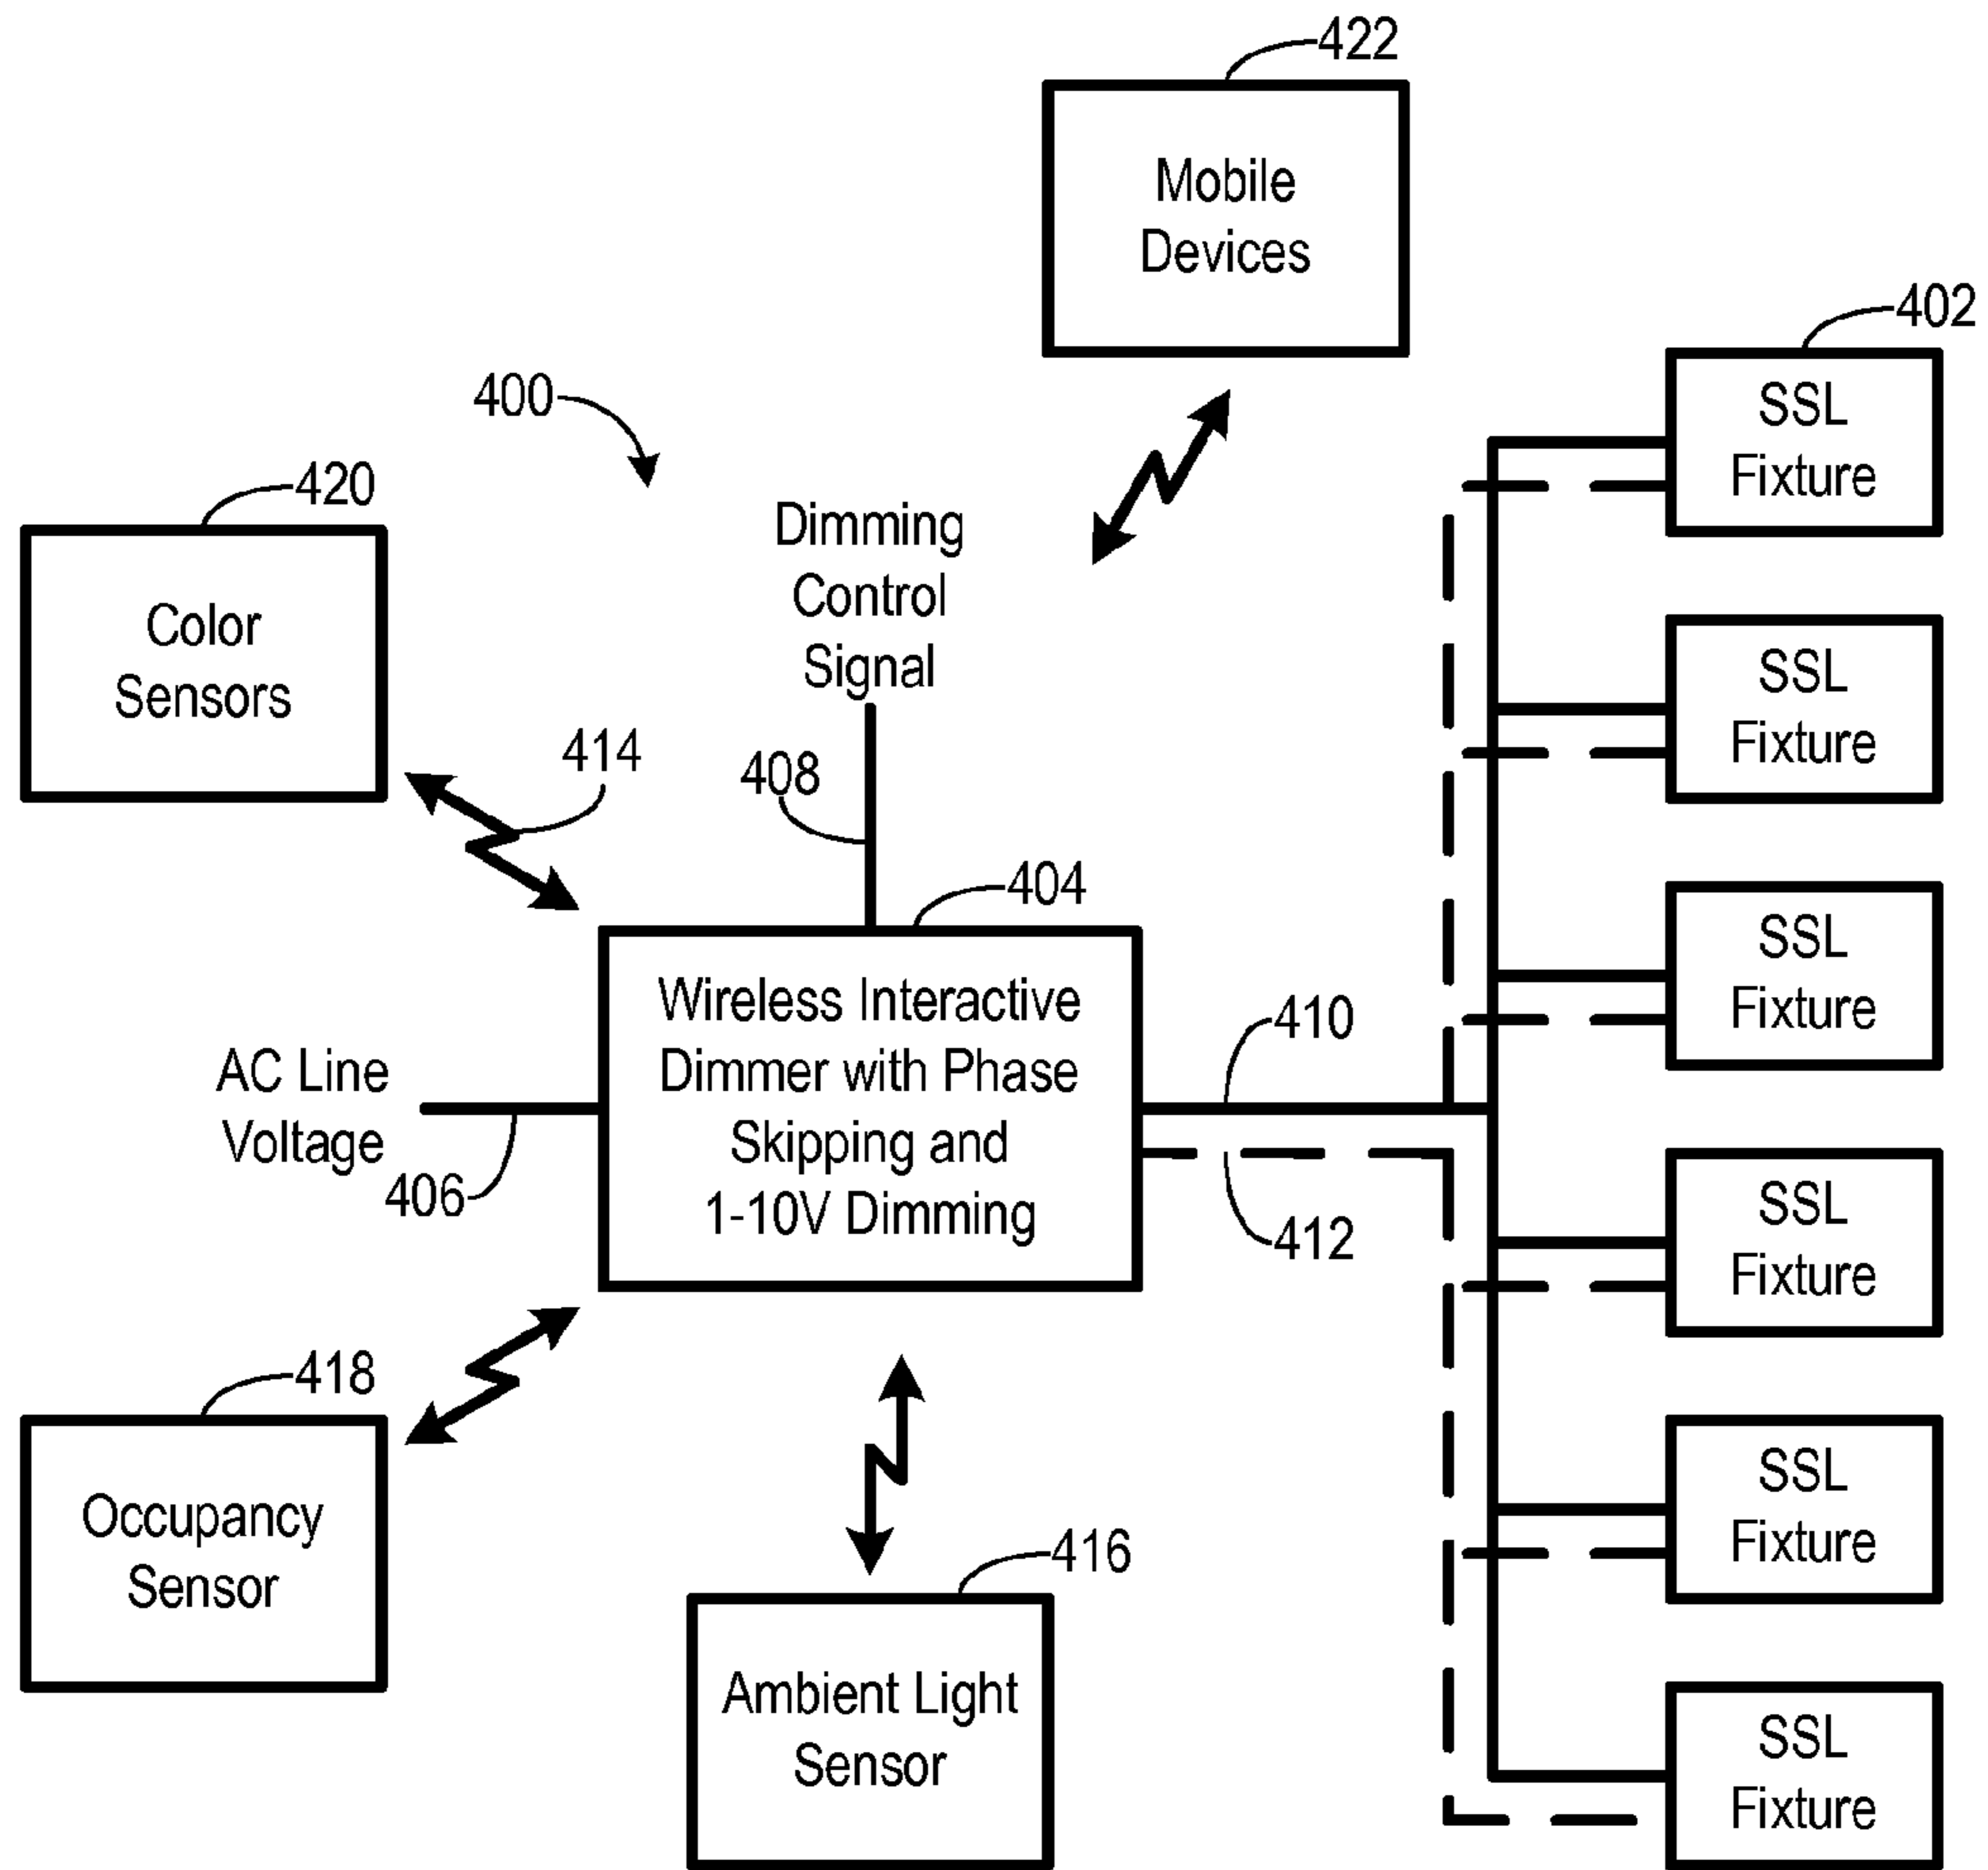 422
Mobile
Devices
402
SSL
Fixture
400
420
Color
Sensors
Dimming
Control
Signal
414
408
SSL
Fixture
404
Wireless Interactive
Dimmer with Phase
Skipping and
1-10V Dimming
AC Line
Voltage
406
410
412
SSL
Fixture
SSL
Fixture
418
Occupancy
Sensor
416
Ambient Light
Sensor
SSL
Fixture
SSL
Fixture